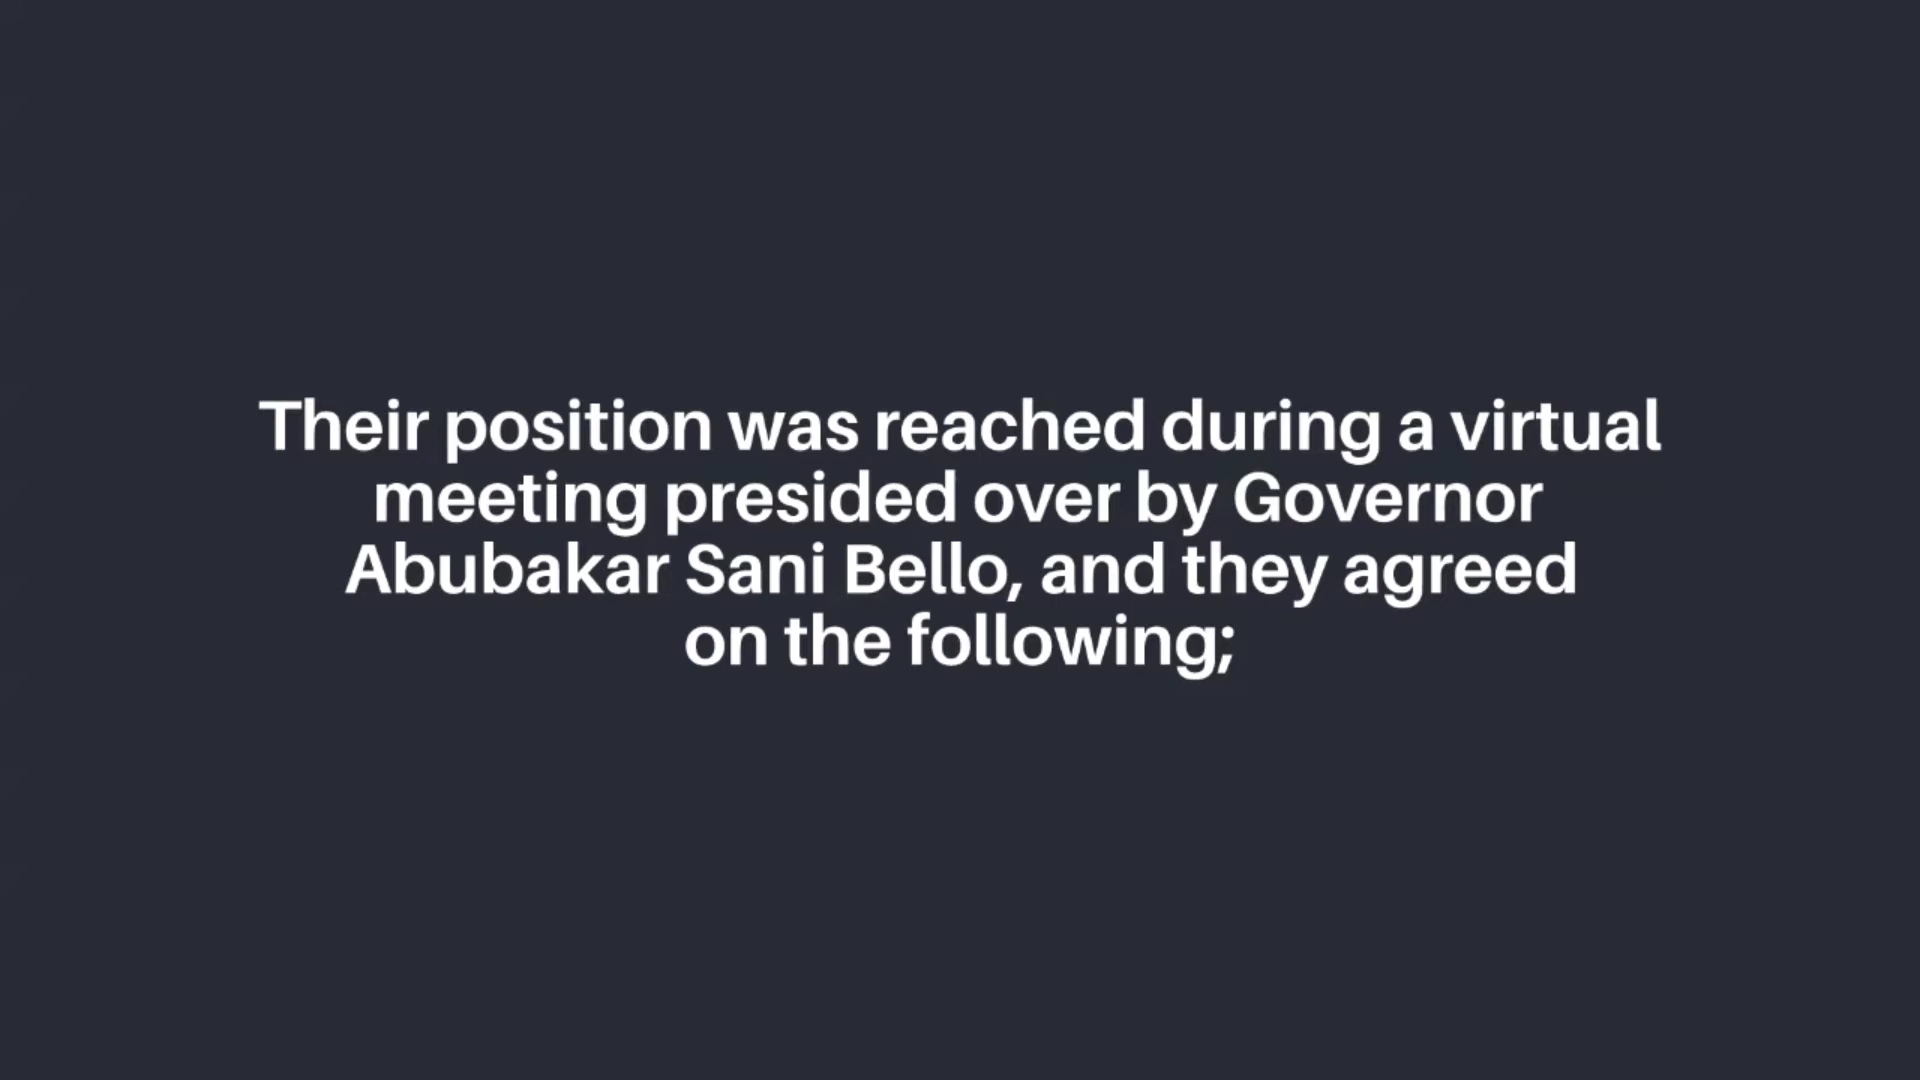 Their position was reached during a virtual
meeting presided over by Governor
Abubakar Sani Bello, and they agreed
on the following;